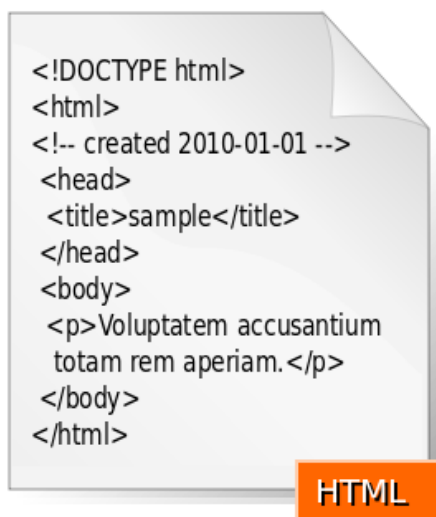 <!DOCTYPE html>
<html>
<!-- created 2010-01-01 -->
<head>
<title>sample</title>
</head>
<body>
<p>Voluptatem accusantium
totam rem aperiam.</p>
</body>
</html>
HTML